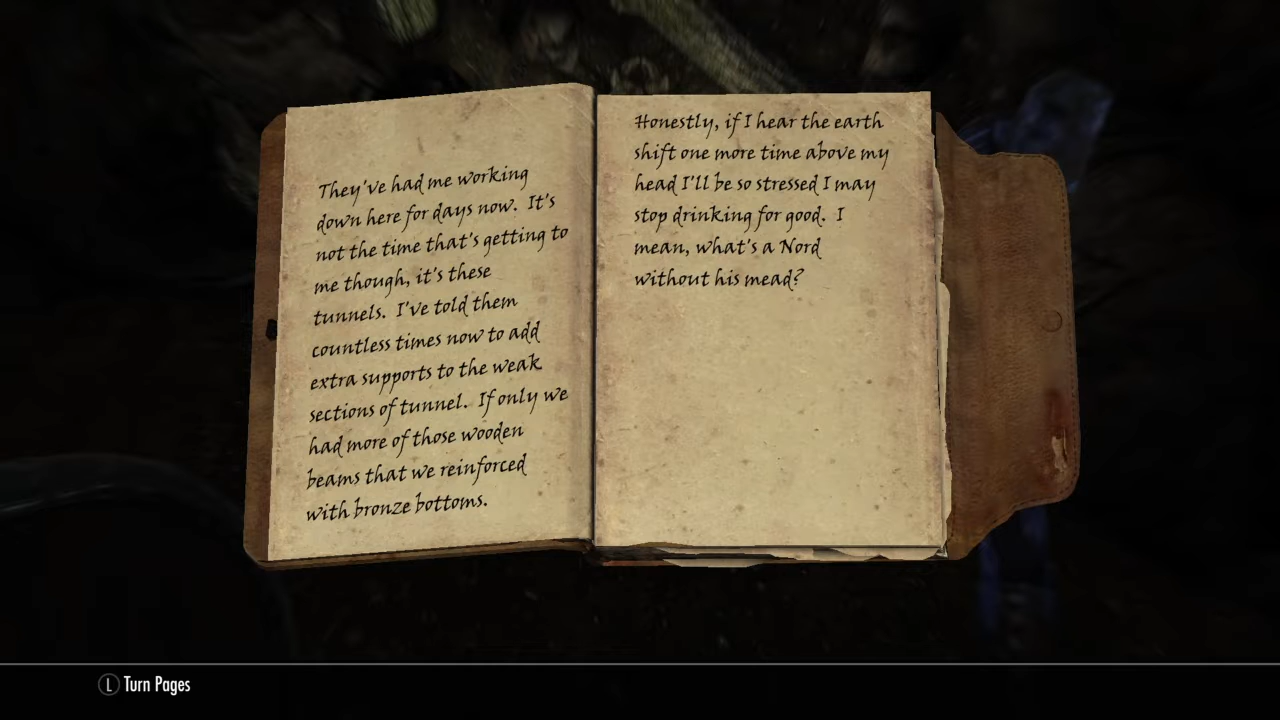 They've had me working
down here for days now. It's
not the time that's getting to
me though, it's these
tunnels. I've told them
countless times now to add
extra supports to the weak
sections of tunnel. If only we
had more of those wooden
beams that we reinforced
with bronze bottoms.
Honestly, if I hear the earth
shift one more time above my
head I'll be so stressed I may
stop drinking for good. I
mean, what's a Nord
without his mead?
L Turn Pages